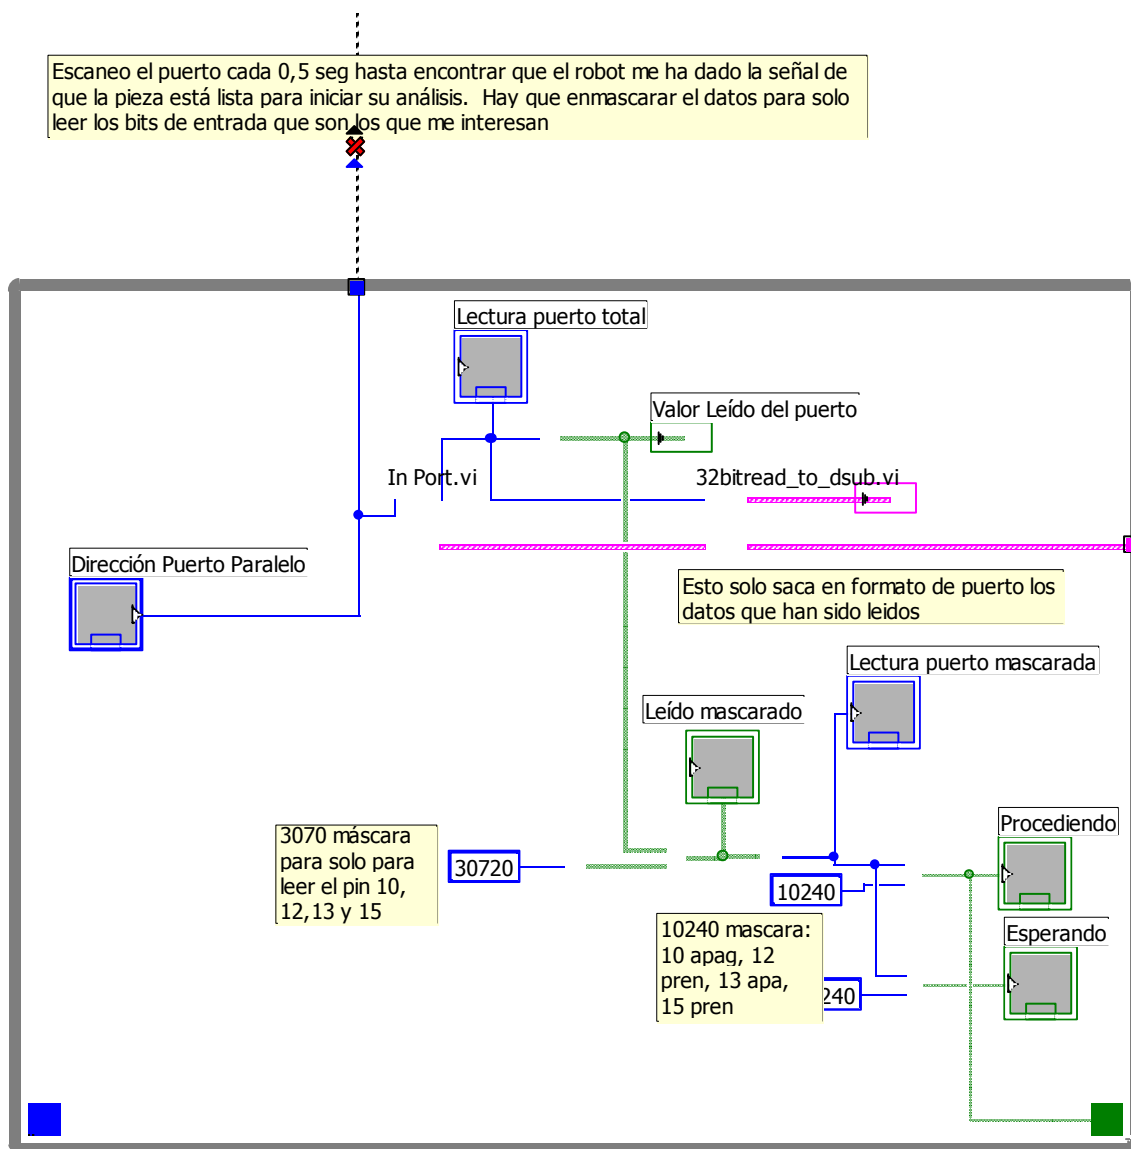 Escaneo el puerto cada 0,5 seg hasta encontrar que el robot me ha dado la señal de
que la pieza está lista para iniciar su análisis.  Hay que enmascarar el datos para solo
leer los bits de entrada que son los que me interesan
Lectura puerto total
Valor Leído del puerto
In Port.vi
32bitread_to_dsub.vi
Dirección Puerto Paralelo
Esto solo saca en formato de puerto los
datos que han sido leidos
Lectura puerto mascarada
Leído mascarado
Procediendo
3070 máscara
para solo para
leer el pin 10,
12,13 y 15
30720
10240
10240 mascara:
10 apag, 12
pren, 13 apa,
15 pren
Esperando
240